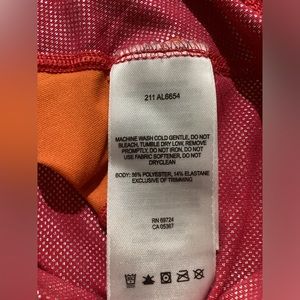 211 AL6654
MACHINE WASH COLD GENTLE, DO NOT
BLEACH, TUMBLE DRY LOW, REMOVE
PROMPTLY, DO NOT IRON, DO NOT
USE FABRIC SOFTENER, DO NOT
DRYCLEAN
BODY: 86% POLYESTER, 14% ELASTANE
EXCLUSIVE OF TRIMMING
RN 69724
CA 05367